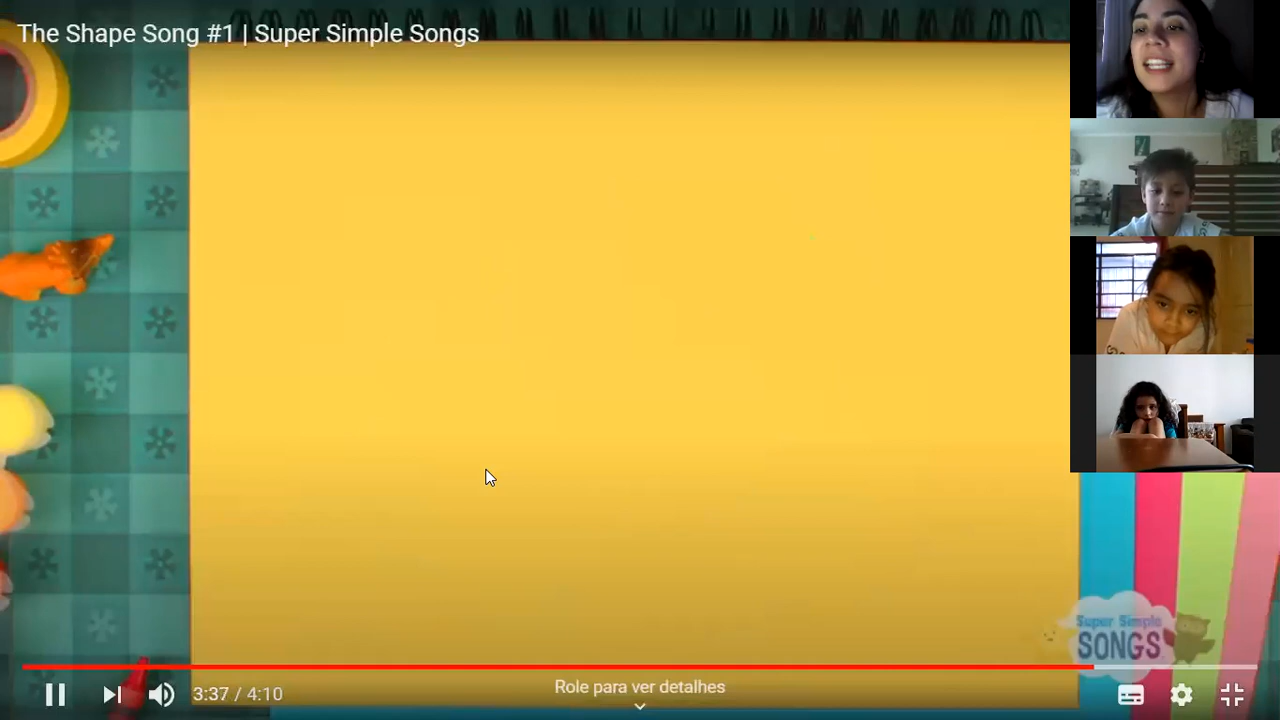 The Shape Song #1 | Super Simple Songs
Super Simple
SONGS
3:37 / 4:10
Role para ver detalhes